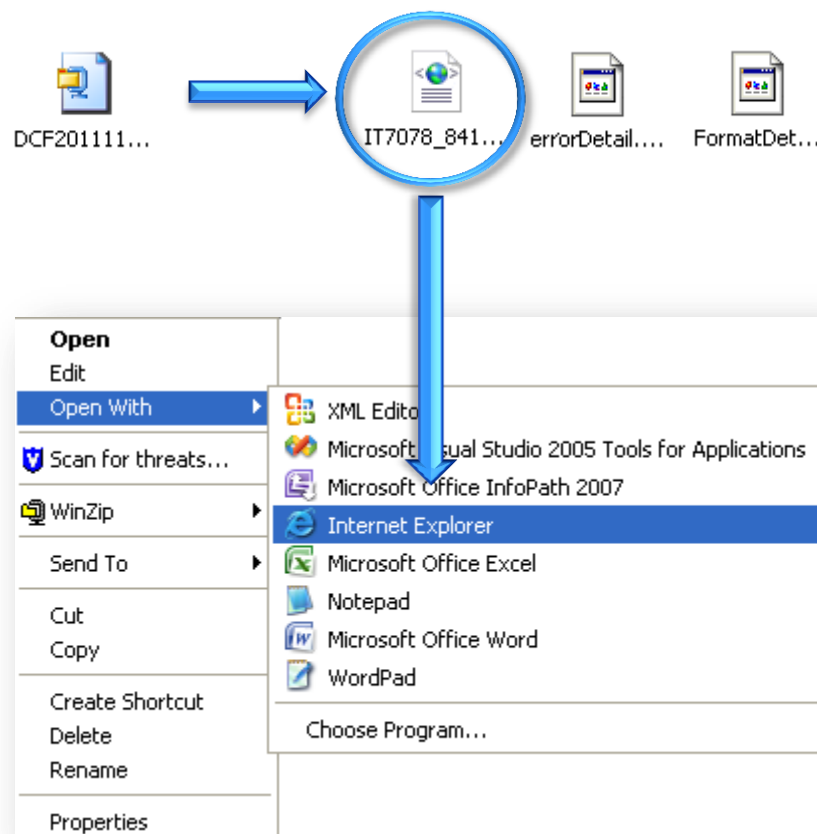 DCF201111...
IT7078_841...
errorDetail....
FormatDet...
Open
Edit
Open With
Scan for threats...
WinZip
Send To
Cut
Copy
Create Shortcut
Delete
Rename
Properties
XML Edito
Microsoft sual Studio 2005 Tools for Applications
Microsoft Office InfoPath 2007
Internet Explorer
Microsoft Office Excel
Notepad
Microsoft Office Word
WordPad
Choose Program...